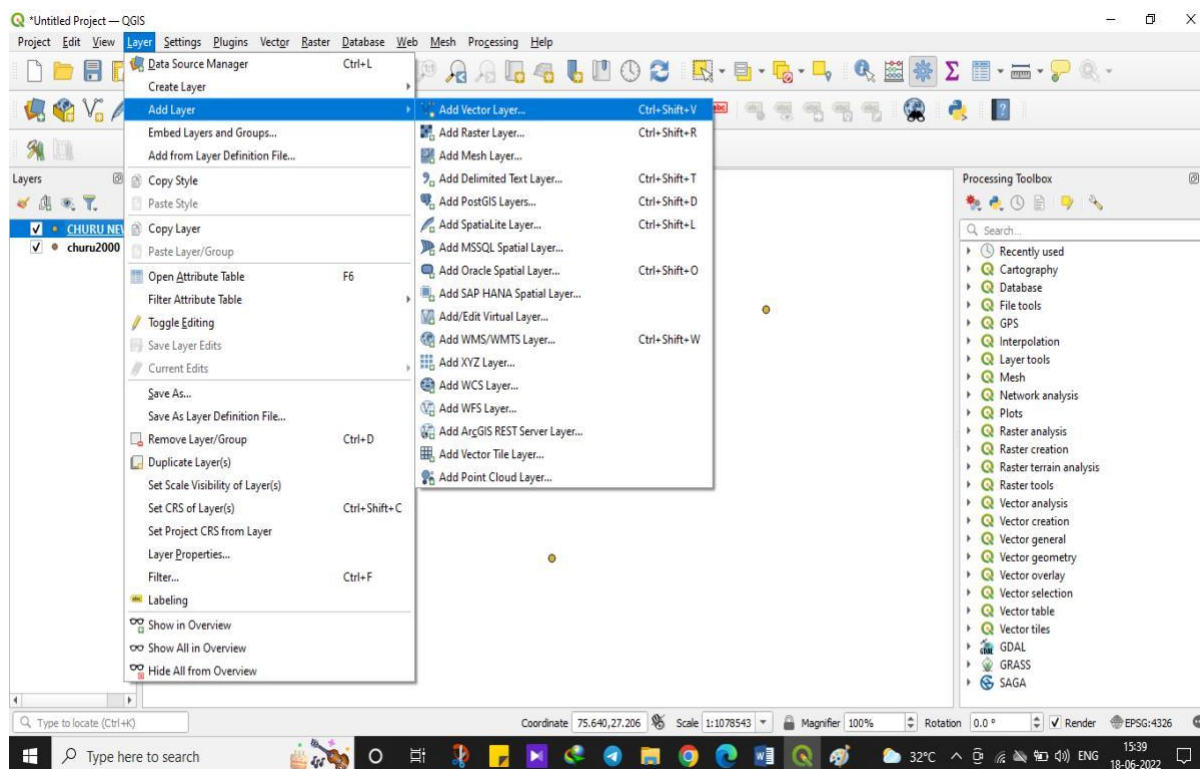 *Untitled Project — QGIS
Project Edit View Layer Settings Plugins Vector Raster Database Web Mesh Processing Help
Data Source Manager Ctrl+L
Create Layer
Add Layer
Embed Layers and Groups...
Add from Layer Definition File...
Copy Style
Paste Style
Copy Layer
Paste Layer/Group
Open Attribute Table F6
Filter Attribute Table
Toggle Editing
Save Layer Edits
Current Edits
Save As...
Save As Layer Definition File...
Remove Layer/Group Ctrl+D
Duplicate Layer(s)
Set Scale Visibility of Layer(s)
Set CRS of Layer(s) Ctrl+Shift+C
Set Project CRS from Layer
Layer Properties...
Filter... Ctrl+F
abc Labeling
Show in Overview
Show All in Overview
Hide All from Overview
Add Vector Layer... Ctrl+Shift+V
Add Raster Layer... Ctrl+Shift+R
Add Mesh Layer...
Add Delimited Text Layer... Ctrl+Shift+T
Add PostGIS Layers... Ctrl+Shift+D
Add SpatiaLite Layer... Ctrl+Shift+L
Add MSSQL Spatial Layer...
Add Oracle Spatial Layer... Ctrl+Shift+O
Add SAP HANA Spatial Layer...
Add/Edit Virtual Layer...
Add WMS/WMTS Layer... Ctrl+Shift+W
Add XYZ Layer...
Add WCS Layer...
Add WFS Layer...
Add ArcGIS REST Server Layer...
Add Vector Tile Layer...
Add Point Cloud Layer...
abc
Layers
CHURU NEW
churu2000
Processing Toolbox
Search...
Recently used
Cartography
Database
File tools
GPS
Interpolation
Layer tools
Mesh
Network analysis
Plots
Raster analysis
Raster creation
Raster terrain analysis
Raster tools
Vector analysis
Vector creation
Vector general
Vector geometry
Vector overlay
Vector selection
Vector table
Vector tiles
GDAL
GRASS
SAGA
Type to locate (Ctrl+K) Coordinate 75.640,27.206 Scale 1:1078543 Magnifier 100% Rotation 0.0 ° Render EPSG:4326
Type here to search 32°C ENG 15:39
18-06-2022